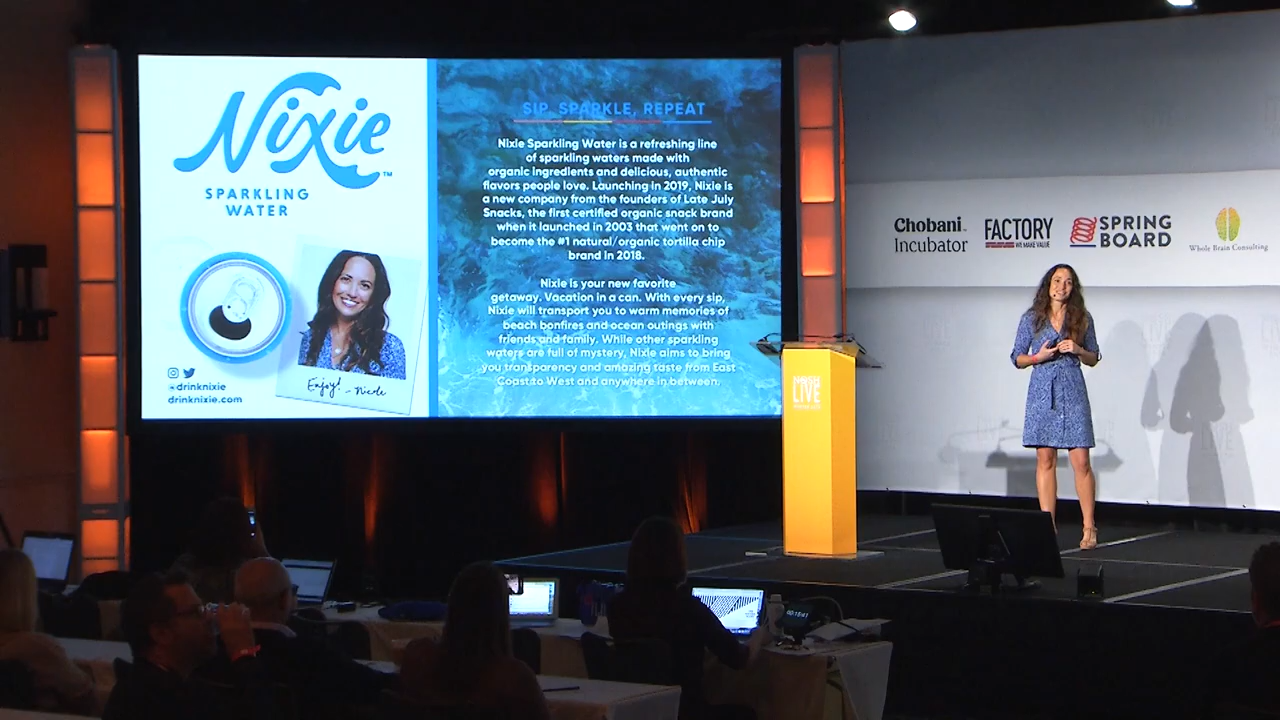 Nixie
TM
SPARKLING
WATER
@drinknixie
drinknixie.com
Enjoy! - Nicole
SIP, SPARKLE, REPEAT
Nixie Sparkling Water is a refreshing line
of sparkling waters made with
organic ingredients and delicious, authentic
flavors people love. Launching in 2019, Nixie is
a new company from the founders of Late July
Snacks, the first certified organic snack brand
when it launched in 2003 that went on to
become the #1 natural/organic tortilla chip
brand in 2018.
Nixie is your new favorite
getaway. Vacation in a can. With every sip,
Nixie will transport you to warm memories of
beach bonfires and ocean outings with
friends and family. While other sparkling
waters are full of mystery, Nixie aims to bring
you transparency and amazing taste from East
Coast to West and anywhere in between.
Chobani
Incubator
FACTORY
WE MAKE VALUE
SPRING
BOARD
Whole Brain Consulting
NOSH
LIVE